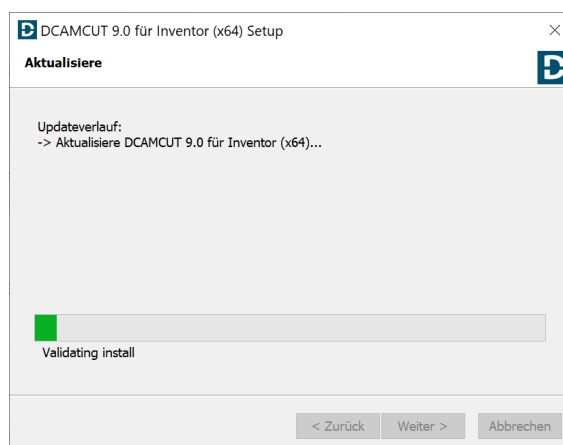 DCAMCUT 9.0 für Inventor (x64) Setup
Aktualisiere
Updateverlauf:
-> Aktualisiere DCAMCUT 9.0 für Inventor (x64)...
Validating install
< Zurück Weiter > Abbrechen